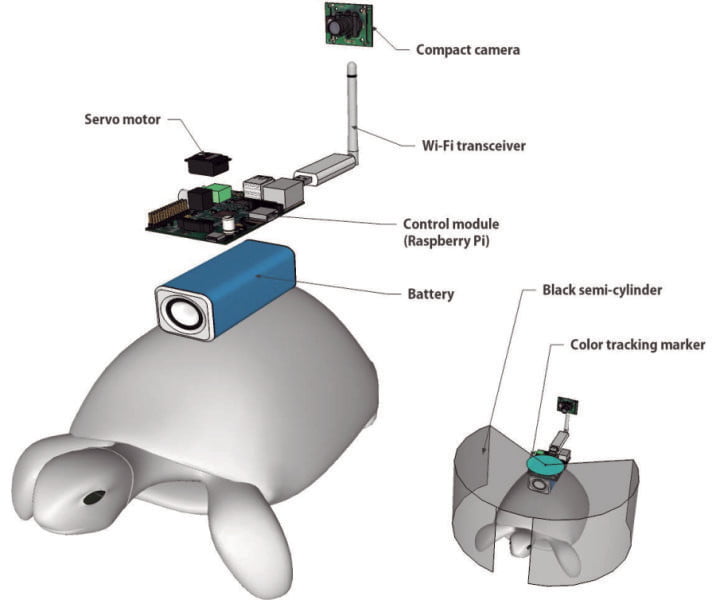 Compact camera
Servo motor
Wi-Fi transceiver
Control module
(Raspberry Pi)
Battery
Black semi-cylinder
Color tracking marker